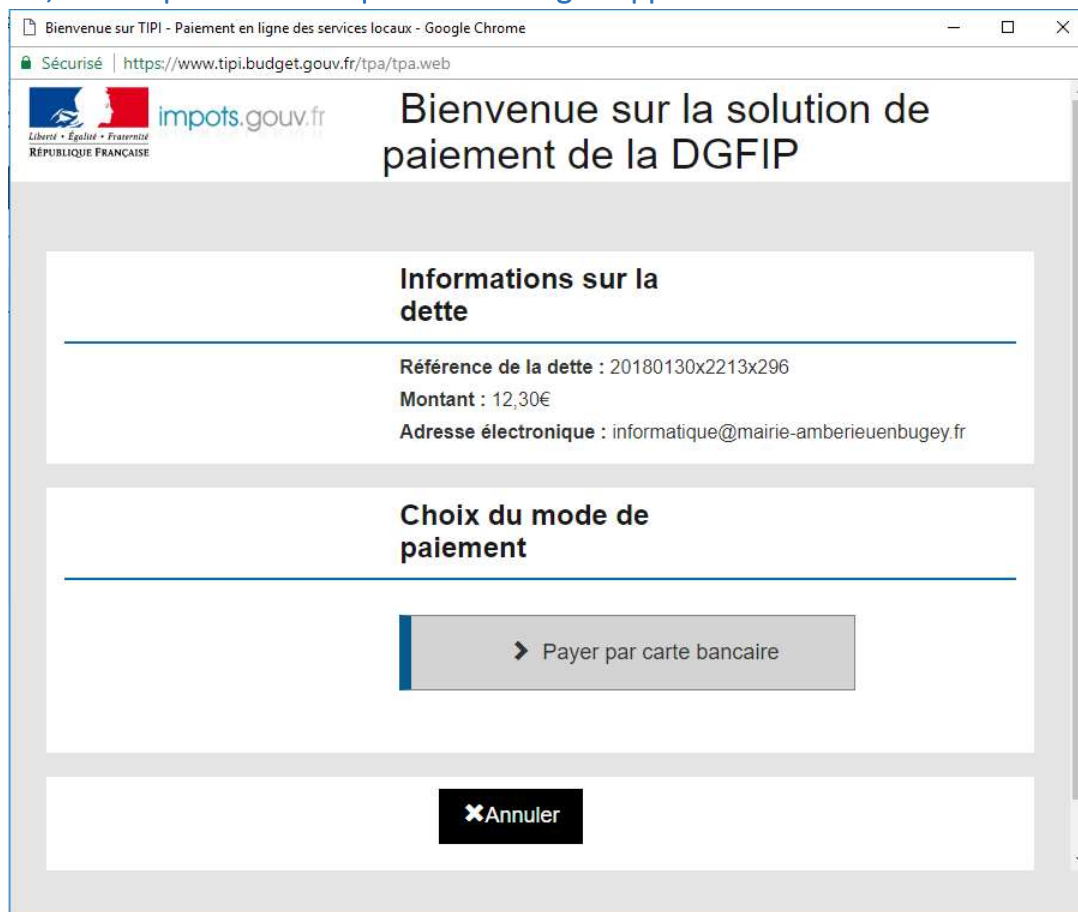 Bienvenue sur TIPI - Paiement en ligne des services locaux - Google Chrome
Sécurisé | https://www.tipi.budget.gouv.fr/tpa/tpa.web
Liberté • Égalité • Fraternité
RÉPUBLIQUE FRANÇAISE
impots.gouv.fr
Bienvenue sur la solution de
paiement de la DGFIP
Informations sur la
dette
Référence de la dette : 20180130x2213x296
Montant : 12,30€
Adresse électronique : informatique@mairie-amberieuenbugey.fr
Choix du mode de
paiement
Payer par carte bancaire
Annuler